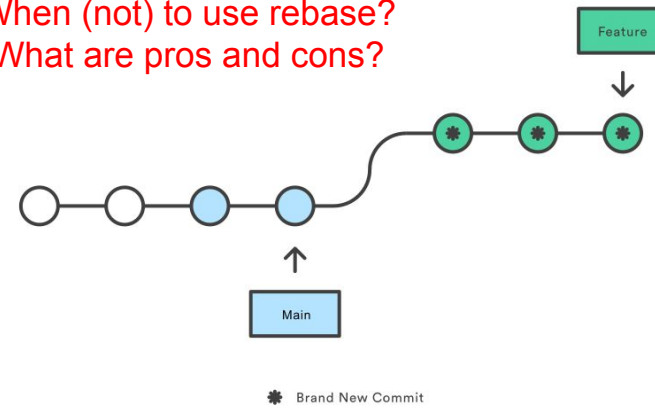 When (not) to use rebase?
What are pros and cons?
Feature
Main
Brand New Commit